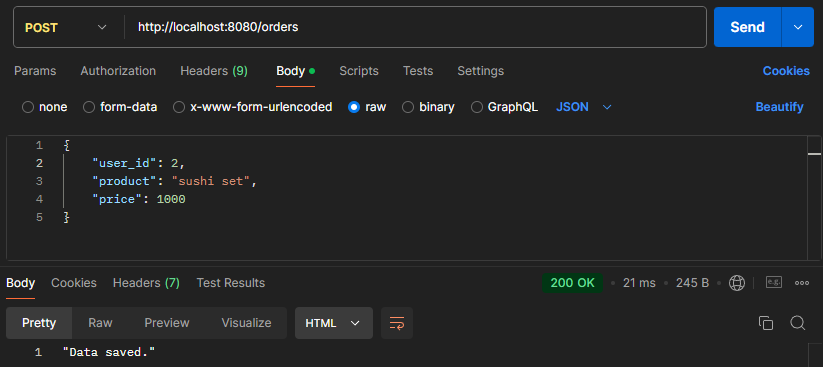 POST http://localhost:8080/orders Send
Params Authorization Headers (9) Body Scripts Tests Settings Cookies
none form-data x-www-form-urlencoded raw binary GraphQL JSON Beautify
1 {
2 "user_id": 2,
3 "product": "sushi set",
4 "price": 1000
5 }
Body Cookies Headers (7) Test Results 200 OK 21 ms 245 B e.g.
Pretty Raw Preview Visualize HTML
1 "Data saved."